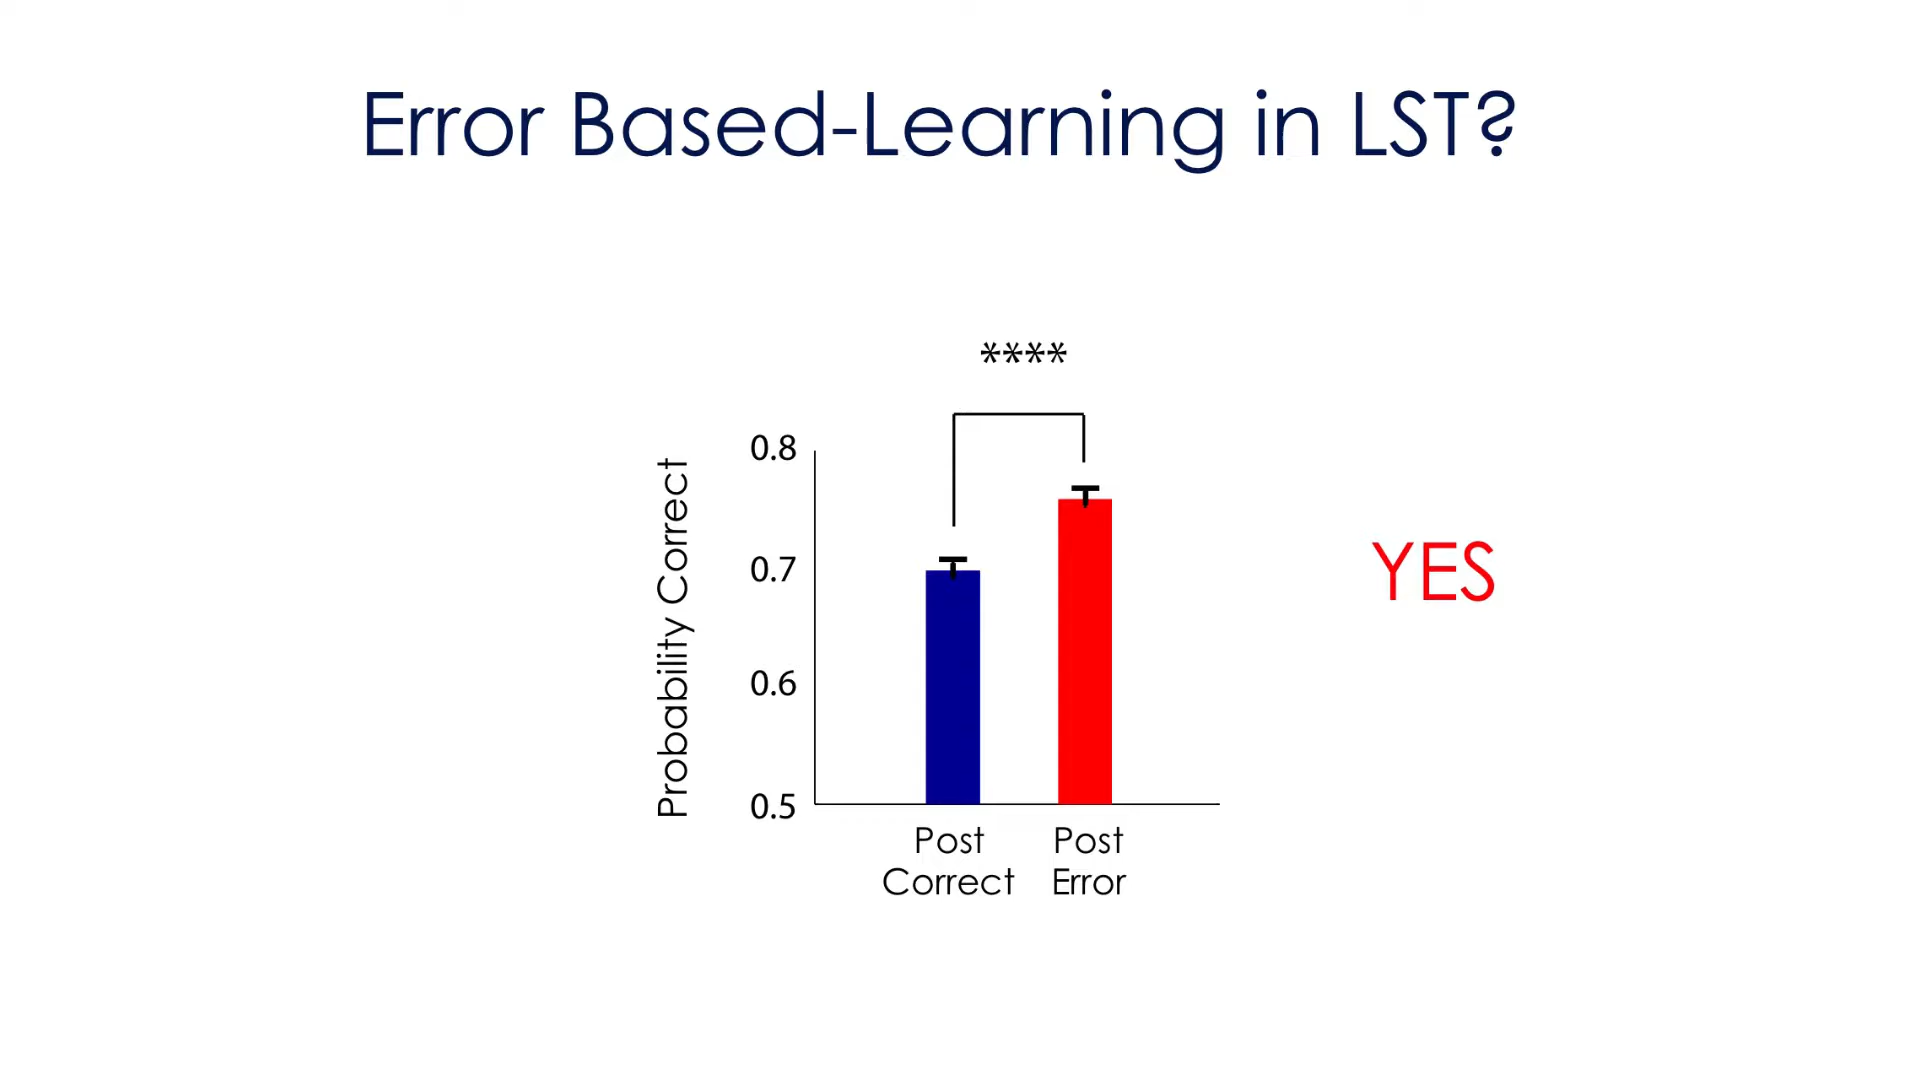 Error Based-Learning in LST?
****
0.8
0.7
0.6
0.5
Probability Correct
Post
Correct
Post
Error
YES